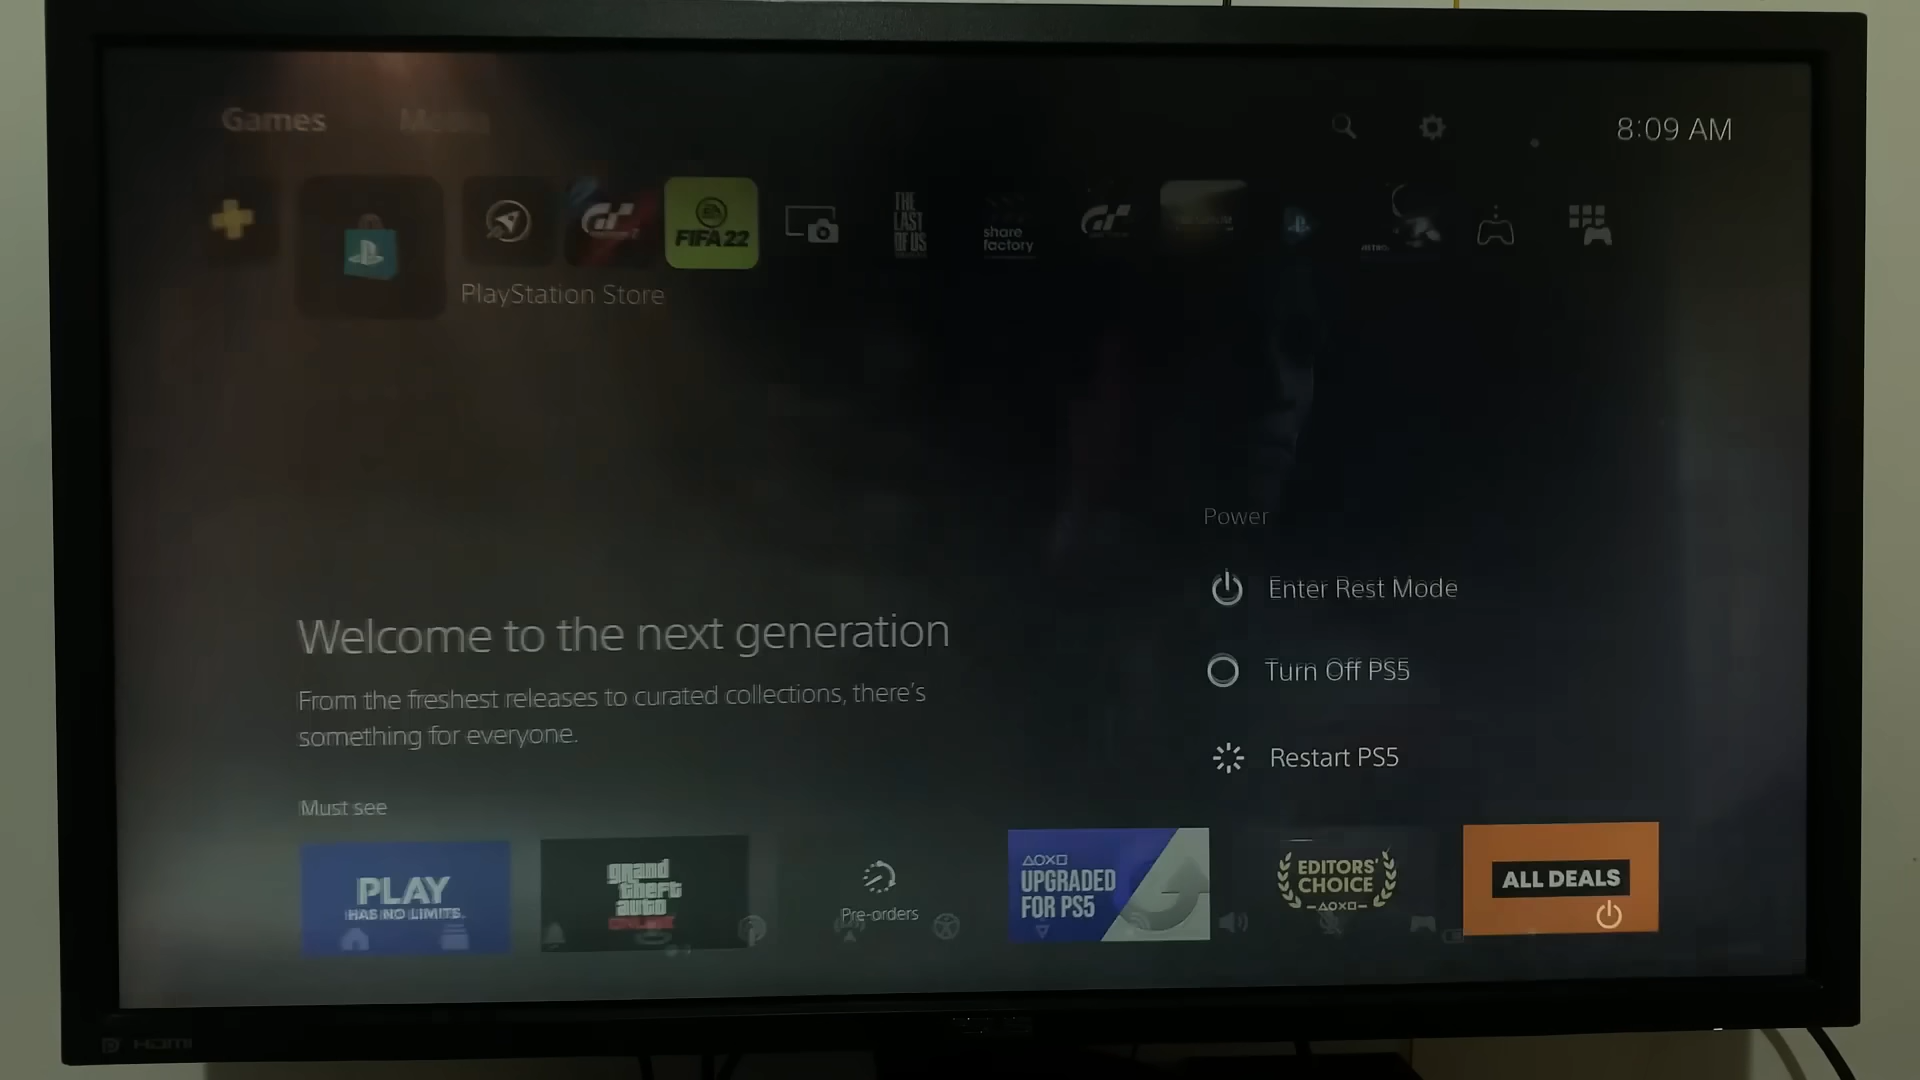 Games
8:09 AM
FIFA 22
THE
LAST
OF US
share
factory
PlayStation Store
Power
Enter Rest Mode
Turn Off PS5
Restart PS5
Welcome to the next generation
From the freshest releases to curated collections, there's
something for everyone.
Must see
PLAY
HAS NO LIMITS.
grand
theft
auto
ONLINE
Pre-orders
UPGRADED
FOR PS5
EDITORS'
CHOICE
ALL DEALS
HDMI